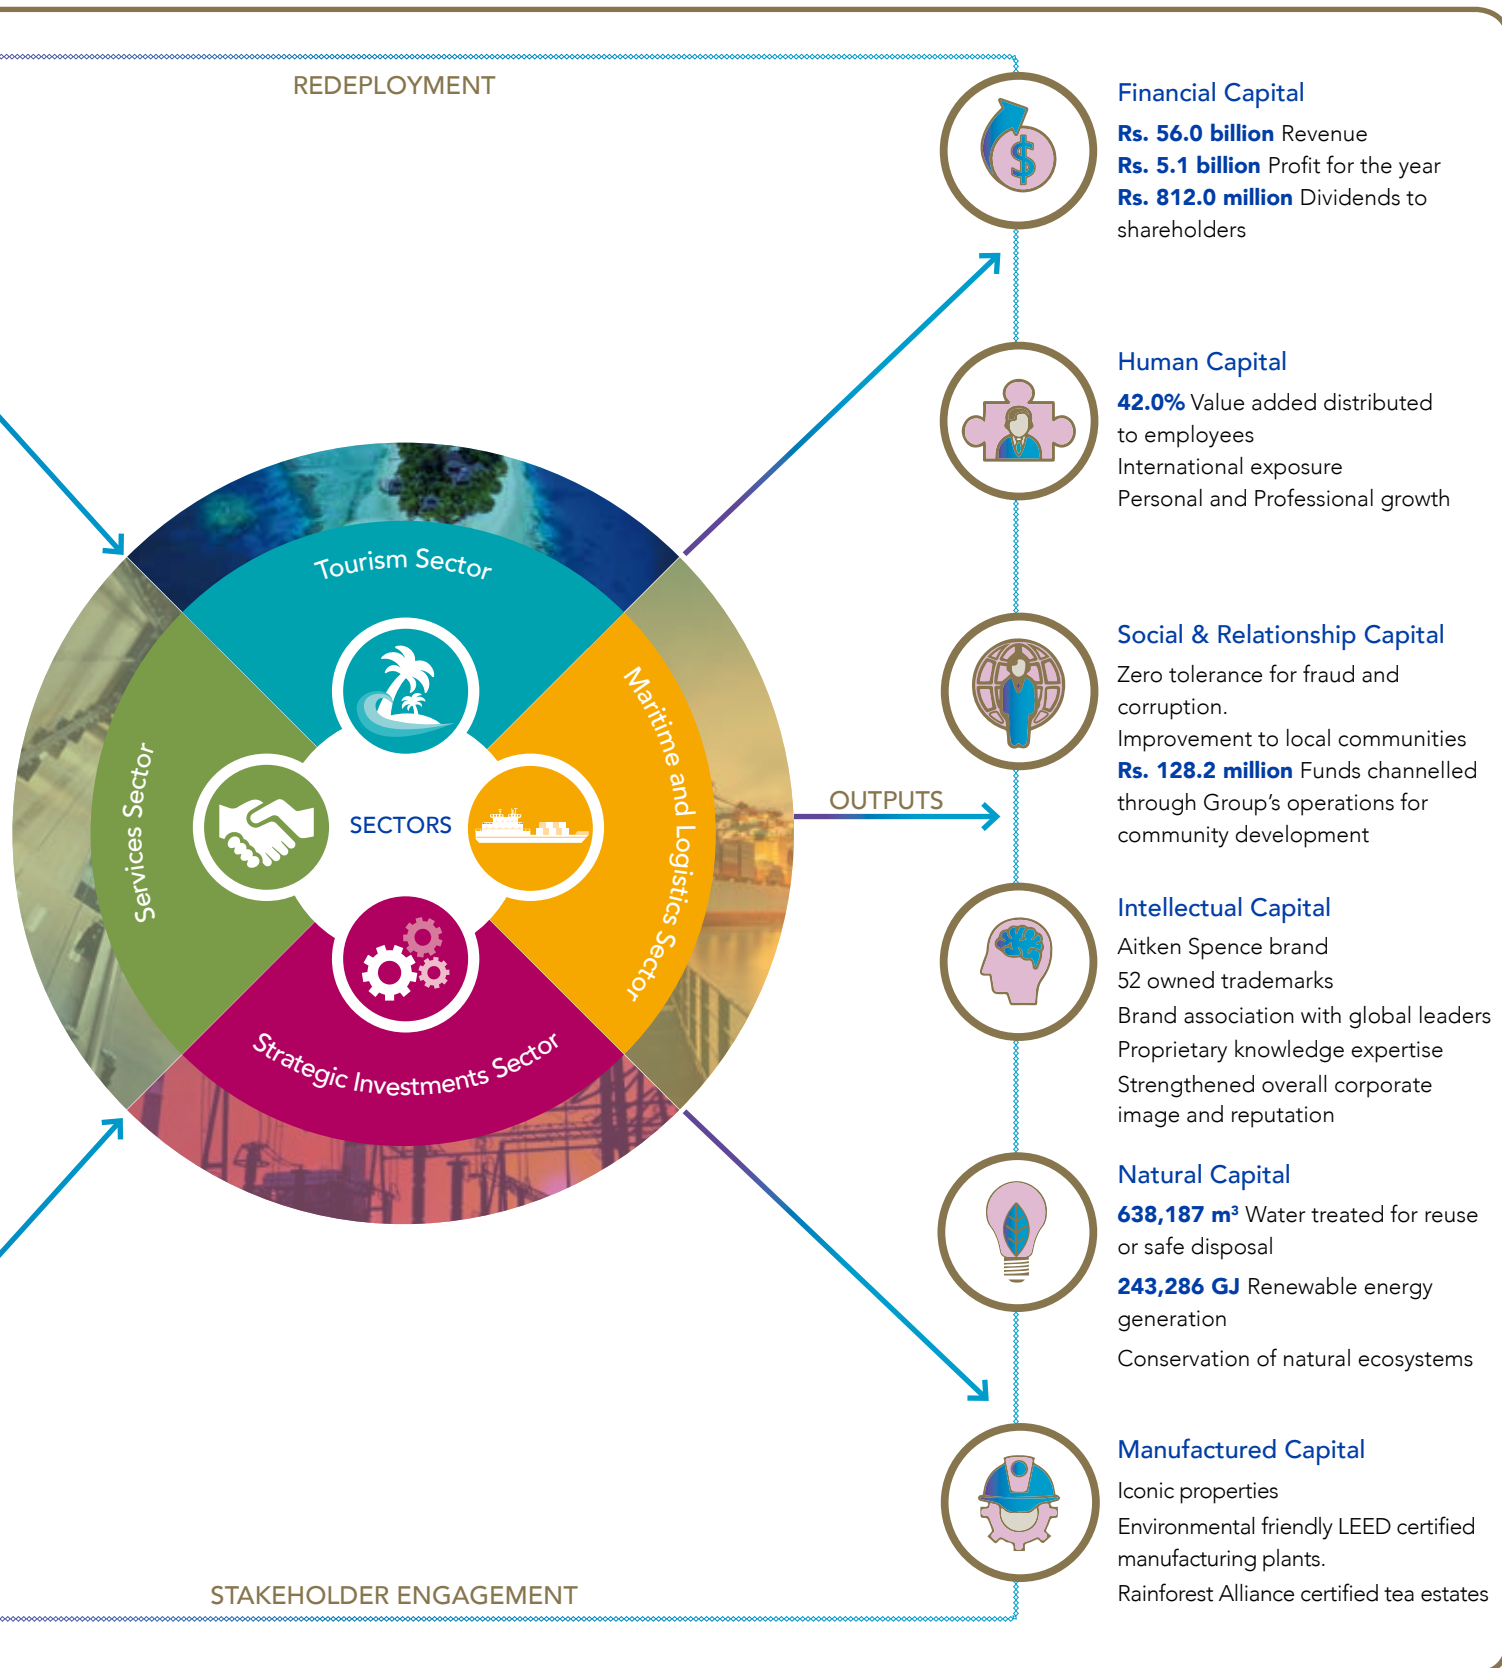 REDEPLOYMENT
Financial Capital
Rs. 56.0 billion Revenue
Rs. 5.1 billion Profit for the year
Rs. 812.0 million Dividends to
shareholders
Human Capital
42.0% Value added distributed
to employees
International exposure
Personal and Professional growth
Tourism Sector
Maritime and Logistics Sector
Services Sector
SECTORS
Strategic Investments Sector
OUTPUTS
Social & Relationship Capital
Zero tolerance for fraud and
corruption.
Improvement to local communities
Rs. 128.2 million Funds channelled
through Group’s operations for
community development
Intellectual Capital
Aitken Spence brand
52 owned trademarks
Brand association with global leaders
Proprietary knowledge expertise
Strengthened overall corporate
image and reputation
Natural Capital
638,187 m³ Water treated for reuse
or safe disposal
243,286 GJ Renewable energy
generation
Conservation of natural ecosystems
Manufactured Capital
Iconic properties
Environmental friendly LEED certified
manufacturing plants.
Rainforest Alliance certified tea estates
STAKEHOLDER ENGAGEMENT